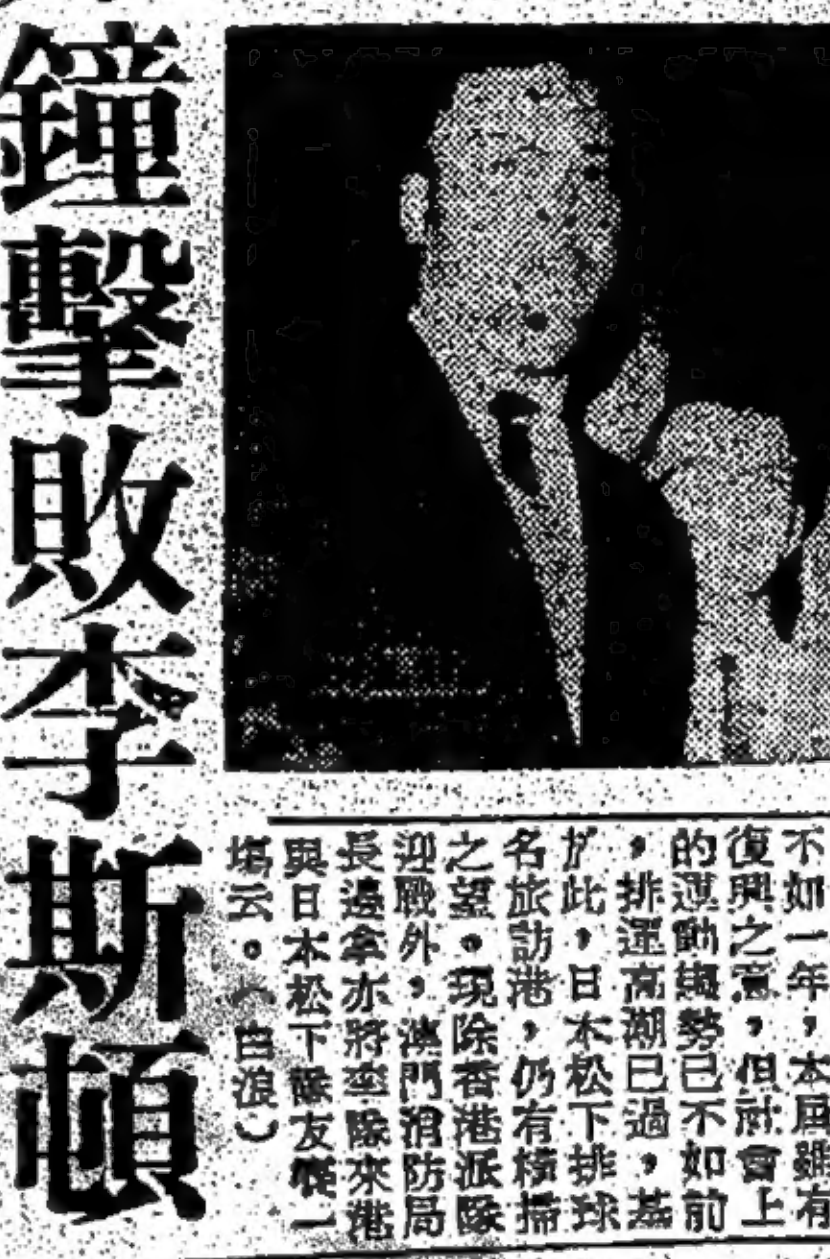 不如一年，本屆雖有
復興之意，但社會上
的運動趨勢已不如前
，排運高潮已過，基
於此，日本松下排球
名旅訪港，仍有橫掃
之望。現除香港派隊
迎戰外，澳門消防局
長邊拿亦將率隊來港
與日本松下隊友賽一
塲云。（白浪）
鐘擊敗李斯頓